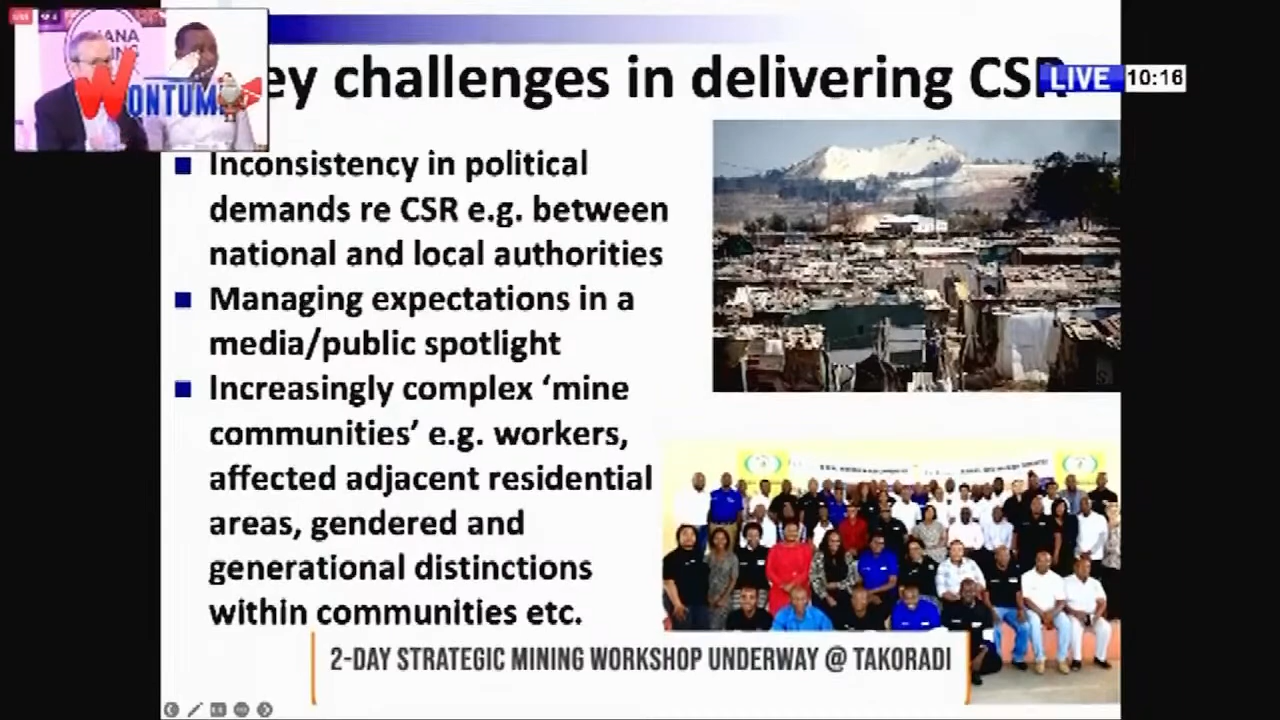 ey challenges in delivering CSR
LIVE 10:16
WONTUM
Inconsistency in political
demands re CSR e.g. between
national and local authorities
Managing expectations in a
media/public spotlight
Increasingly complex ‘mine
communities’ e.g. workers,
affected adjacent residential
areas, gendered and
generational distinctions
within communities etc.
2-DAY STRATEGIC MINING WORKSHOP UNDERWAY @ TAKORADI